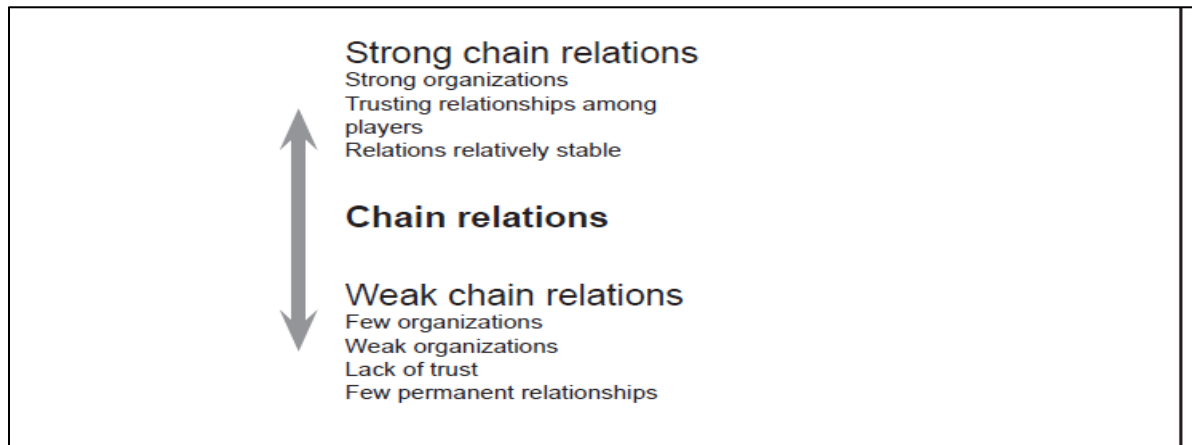 Strong chain relations
Strong organizations
Trusting relationships among
players
Relations relatively stable
Chain relations
Weak chain relations
Few organizations
Weak organizations
Lack of trust
Few permanent relationships